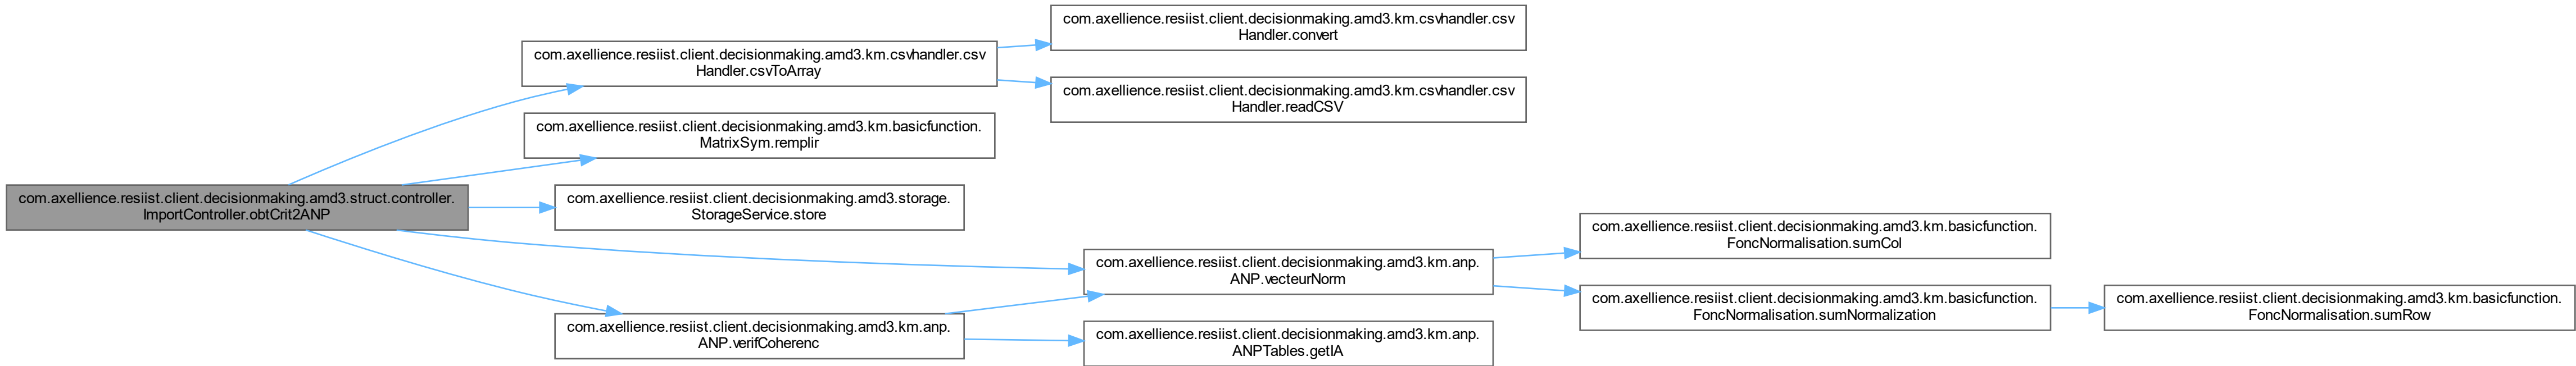 com.axellience.resiist.client.decisionmaking.amd3.struct.controller.
ImportController.obtCrit2ANP
com.axellience.resiist.client.decisionmaking.amd3.km.csvhandler.csv
Handler.csvToArray
com.axellience.resiist.client.decisionmaking.amd3.km.csvhandler.csv
Handler.convert
com.axellience.resiist.client.decisionmaking.amd3.km.csvhandler.csv
Handler.readCSV
com.axellience.resiist.client.decisionmaking.amd3.km.basicfunction.
MatrixSym.remplir
com.axellience.resiist.client.decisionmaking.amd3.storage.
StorageService.store
com.axellience.resiist.client.decisionmaking.amd3.km.anp.
ANP.vecteurNorm
com.axellience.resiist.client.decisionmaking.amd3.km.basicfunction.
FoncNormalisation.sumCol
com.axellience.resiist.client.decisionmaking.amd3.km.basicfunction.
FoncNormalisation.sumNormalization
com.axellience.resiist.client.decisionmaking.amd3.km.basicfunction.
FoncNormalisation.sumRow
com.axellience.resiist.client.decisionmaking.amd3.km.anp.
ANP.verifCoherenc
com.axellience.resiist.client.decisionmaking.amd3.km.anp.
ANPTables.getIA